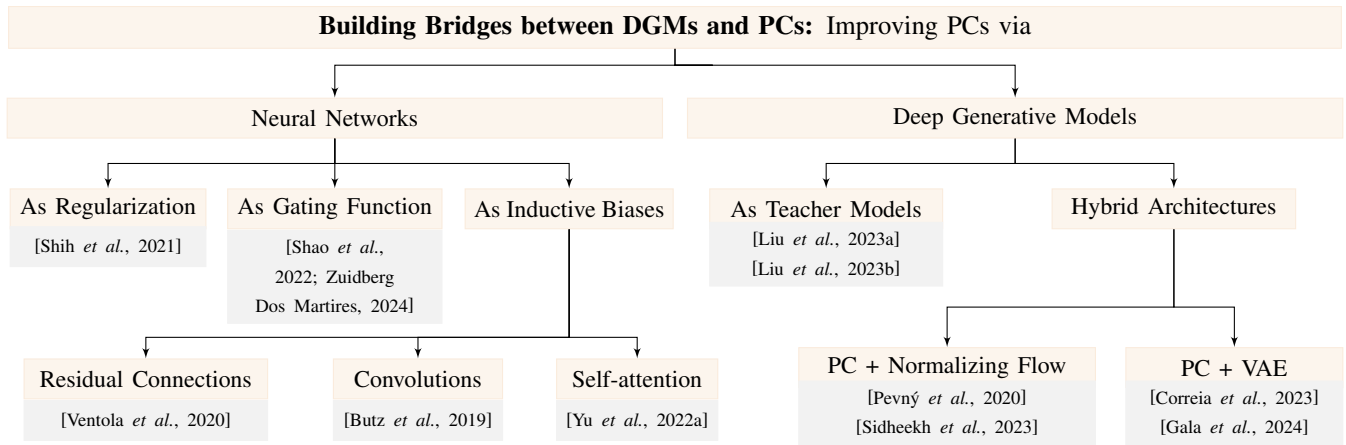 Building Bridges between DGMs and PCs: Improving PCs via
Neural Networks
Deep Generative Models
As Regularization
[Shih et al., 2021]
As Gating Function
[Shao et al.,
2022; Zuidberg
Dos Martires, 2024]
As Inductive Biases
As Teacher Models
[Liu et al., 2023a]
[Liu et al., 2023b]
Hybrid Architectures
Residual Connections
[Ventola et al., 2020]
Convolutions
[Butz et al., 2019]
Self-attention
[Yu et al., 2022a]
PC + Normalizing Flow
[Pevný et al., 2020]
[Sidheekh et al., 2023]
PC + VAE
[Correia et al., 2023]
[Gala et al., 2024]